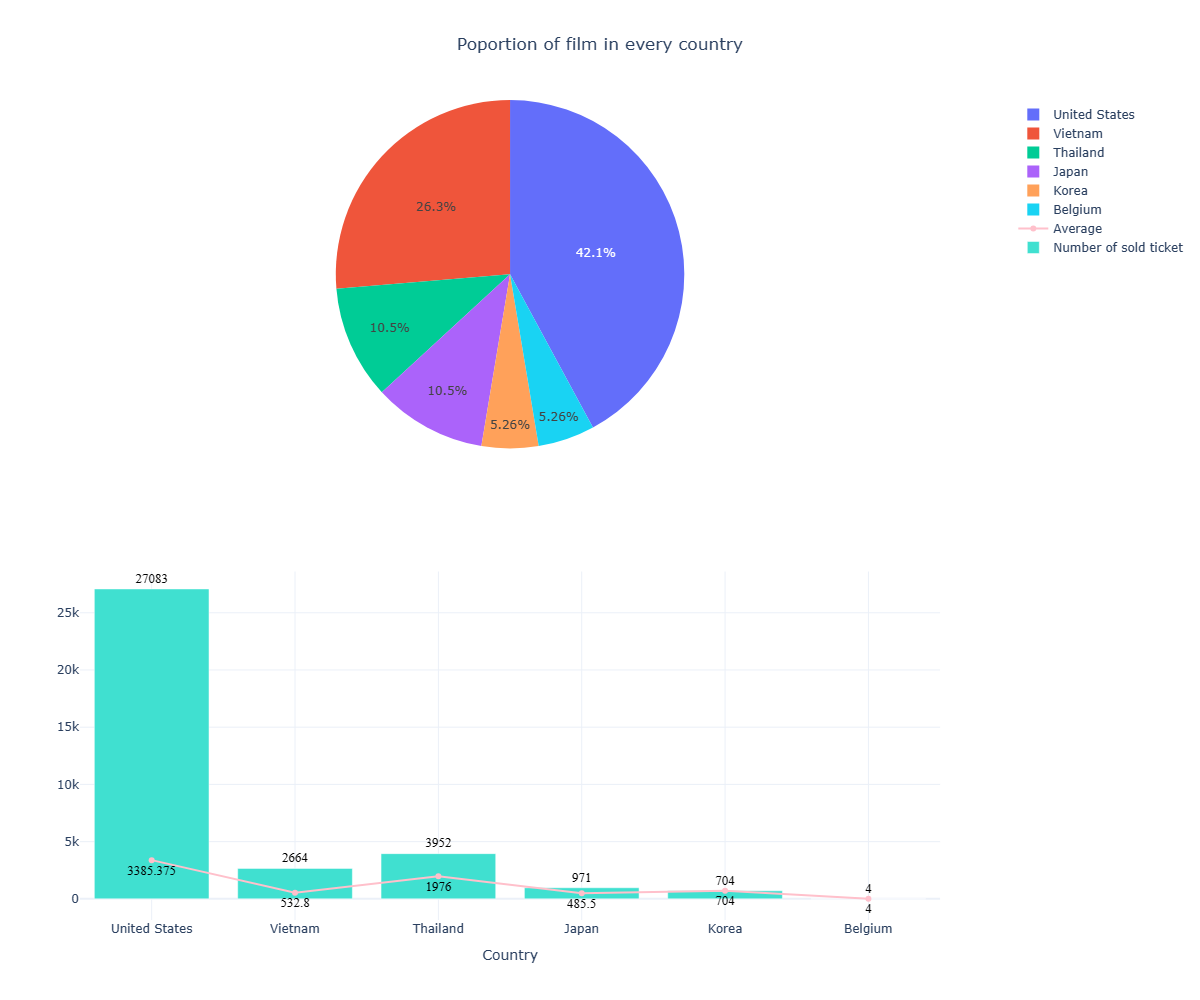 Poportion of film in every country
United States
Vietnam
Thailand
Japan
Korea
Belgium
Average
Number of sold ticket
26.3%
42.1%
10.5%
10.5%
5.26%
5.26%
27083
25k
20k
15k
10k
5k
0
3385.375
2664
532.8
3952
1976
971
485.5
704
704
4
4
United States
Vietnam
Thailand
Japan
Korea
Belgium
Country